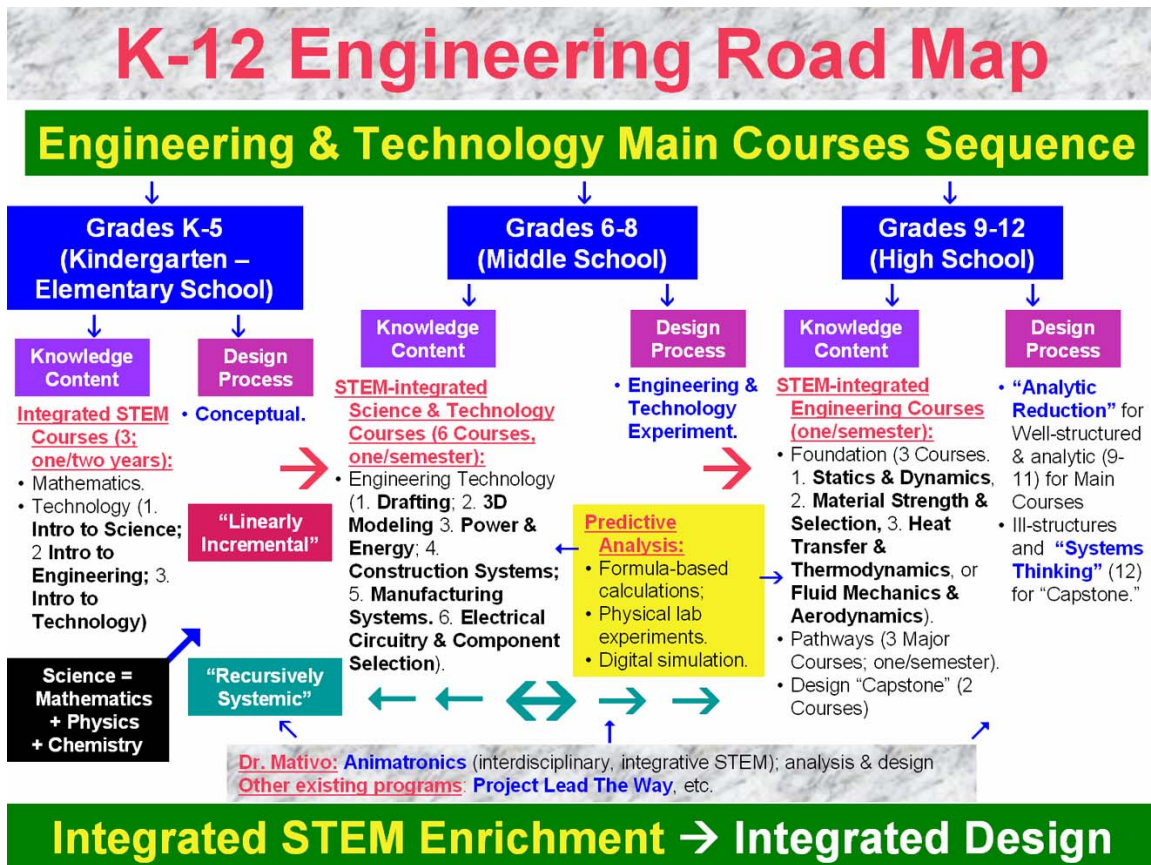 K-12 Engineering Road Map
Engineering & Technology Main Courses Sequence
Grades K-5
(Kindergarten –
Elementary School)
Knowledge
Content
Integrated STEM
Courses (3;
one/two years):
• Mathematics.
• Technology (1.
Intro to Science;
2 Intro to
Engineering; 3.
Intro to
Technology)
Science =
Mathematics
+ Physics
+ Chemistry
Design
Process
• Conceptual.
→
"Linearly
Incremental"
"Recursively
Systemic"
Grades 6-8
(Middle School)
Knowledge
Content
STEM-integrated
Science & Technology
Courses (6 Courses,
one/semester):
• Engineering Technology
(1. Drafting; 2. 3D
Modeling 3. Power &
Energy; 4.
Construction Systems;
5. Manufacturing
Systems. 6. Electrical
Circuitry & Component
Selection).
Design
Process
• Engineering &
Technology
Experiment.
Predictive
Analysis:
• Formula-based
calculations;
• Physical lab
experiments.
• Digital simulation.
Grades 9-12
(High School)
Knowledge
Content
STEM-integrated
Engineering Courses
(one/semester):
• Foundation (3 Courses.
1. Statics & Dynamics,
2. Material Strength &
Selection, 3. Heat
Transfer &
Thermodynamics, or
Fluid Mechanics &
Aerodynamics).
• Pathways (3 Major
Courses; one/semester).
• Design "Capstone" (2
Courses)
Design
Process
• "Analytic
Reduction" for
Well-structured
& analytic (9-
11) for Main
Courses
• Ill-structures
and "Systems
Thinking" (12)
for "Capstone."
Dr. Mativo: Animatronics (interdisciplinary, integrative STEM); analysis & design
Other existing programs: Project Lead The Way, etc.
Integrated STEM Enrichment → Integrated Design